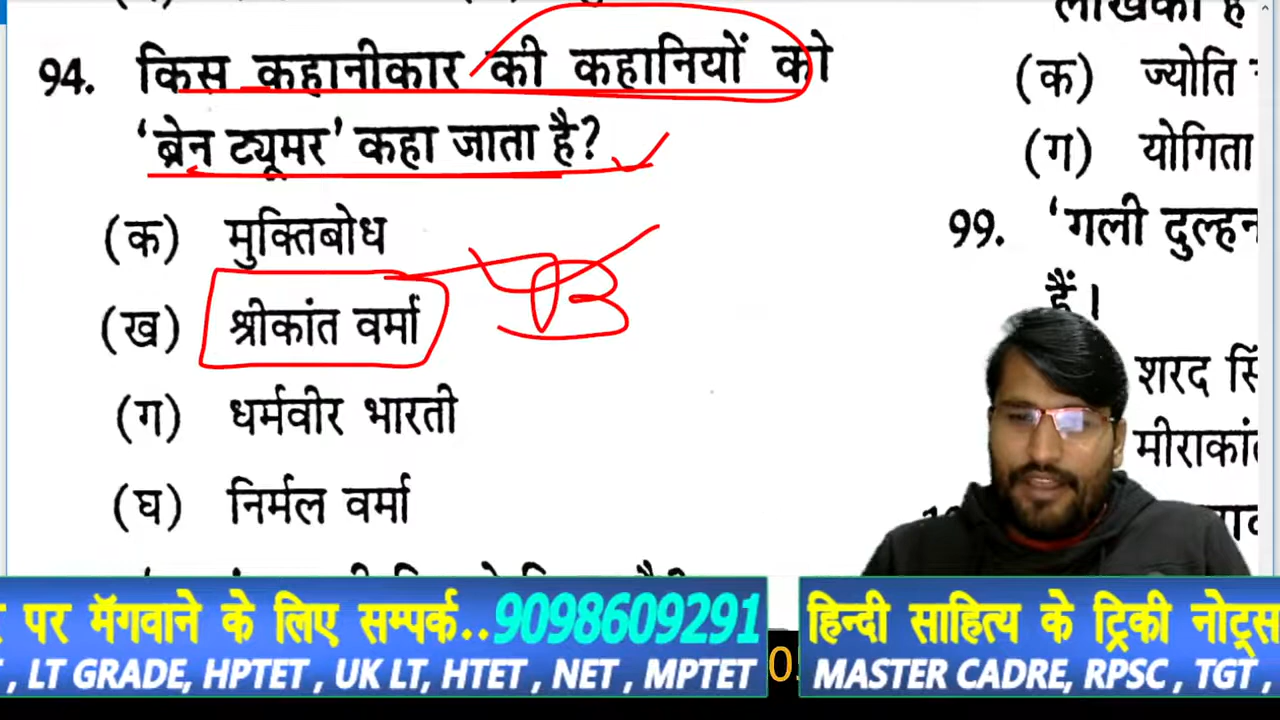 94. किस कहानीकार की कहानियों को
'ब्रेन ट्यूमर' कहा जाता है?
(क) मुक्तिबोध
(ख) श्रीकांत वर्मा
B
(ग) धर्मवीर भारती
(घ) निर्मल वर्मा
(क) ज्योति
(ग) योगिता
99. 'गली दुल्हन
हैं।
शरद सिं
मीराकां
पर मॅगवाने के लिए सम्पर्क..9098609291
, LT GRADE, HPTET , UK LT, HTET , NET , MPTET
हिन्दी साहित्य के ट्रिकी नोट्स
MASTER CADRE, RPSC , TGT ,